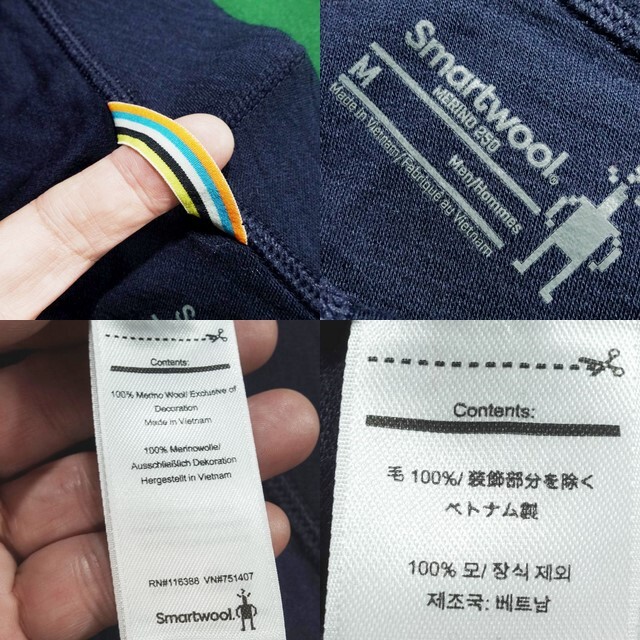 Smartwool®
MERINO 250
M
Man/Hommes
Made in Vietnam/ Fabriqué au Vietnam
Contents:
100% Merino Wool/ Exclusive of
Decoration
Made in Vietnam
100% Merinowolle/
Ausschließlich Dekoration
Hergestellt in Vietnam
RN#116388 VN#751407
Smartwool.
Contents:
毛 100%/ 装飾部分を除く
ベトナム製
100% 모/ 장식 제외
제조국: 베트남